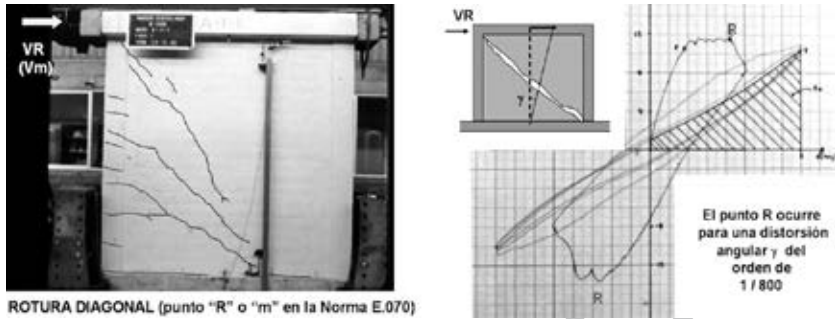 VR
(Vm)
ROTURA DIAGONAL (punto “R” o “m” en la Norma E.070)
VR
γ
R
R
El punto R ocurre
para una distorsión
angular γ del
orden de
1 / 800